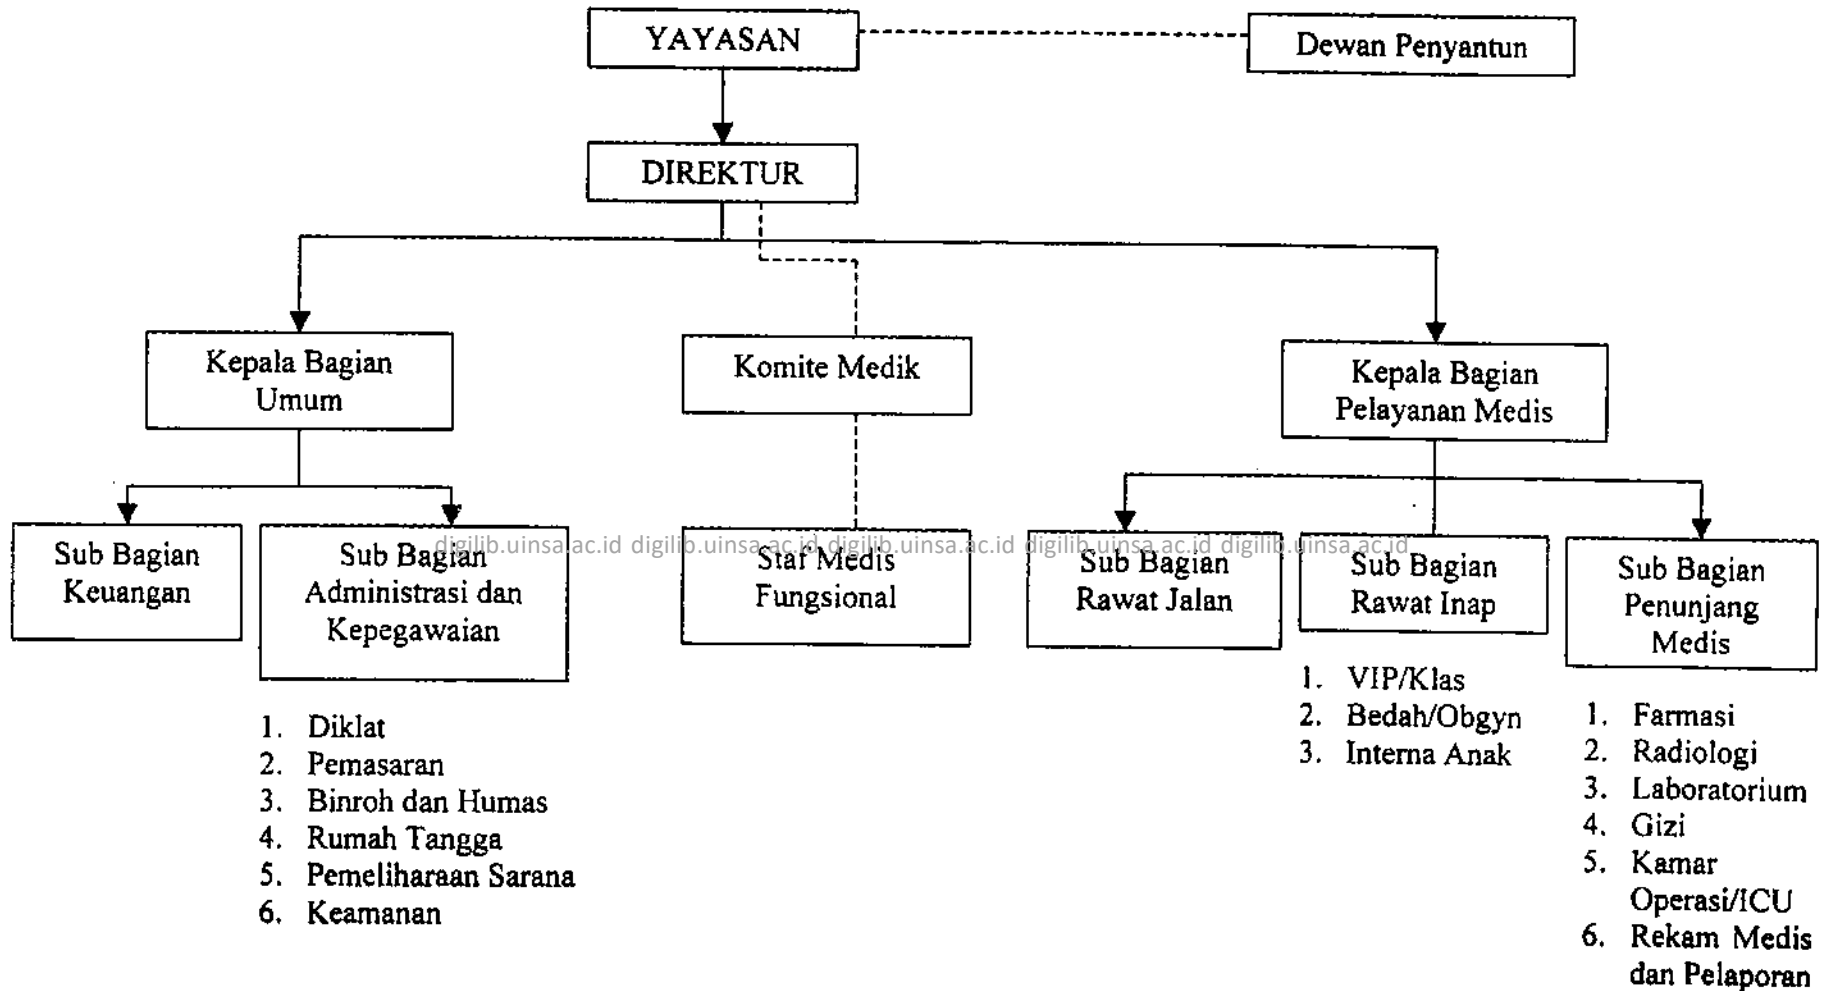 YAYASAN
Dewan Penyantun
DIREKTUR
Kepala Bagian
Umum
Komite Medik
Kepala Bagian
Pelayanan Medis
Sub Bagian
Keuangan
Sub Bagian
Administrasi dan
Kepegawaian
Staf Medis
Fungsional
Sub Bagian
Rawat Jalan
Sub Bagian
Rawat Inap
Sub Bagian
Penunjang
Medis
digilib.uinsa.ac.id digilib.uinsa.ac.id digilib.uinsa.ac.id digilib.uinsa.ac.id digilib.uinsa.ac.id
1. Diklat
2. Pemasaran
3. Binroh dan Humas
4. Rumah Tangga
5. Pemeliharaan Sarana
6. Keamanan
1. VIP/Klas
2. Bedah/Obgyn
3. Interna Anak
1. Farmasi
2. Radiologi
3. Laboratorium
4. Gizi
5. Kamar
Operasi/ICU
6. Rekam Medis
dan Pelaporan